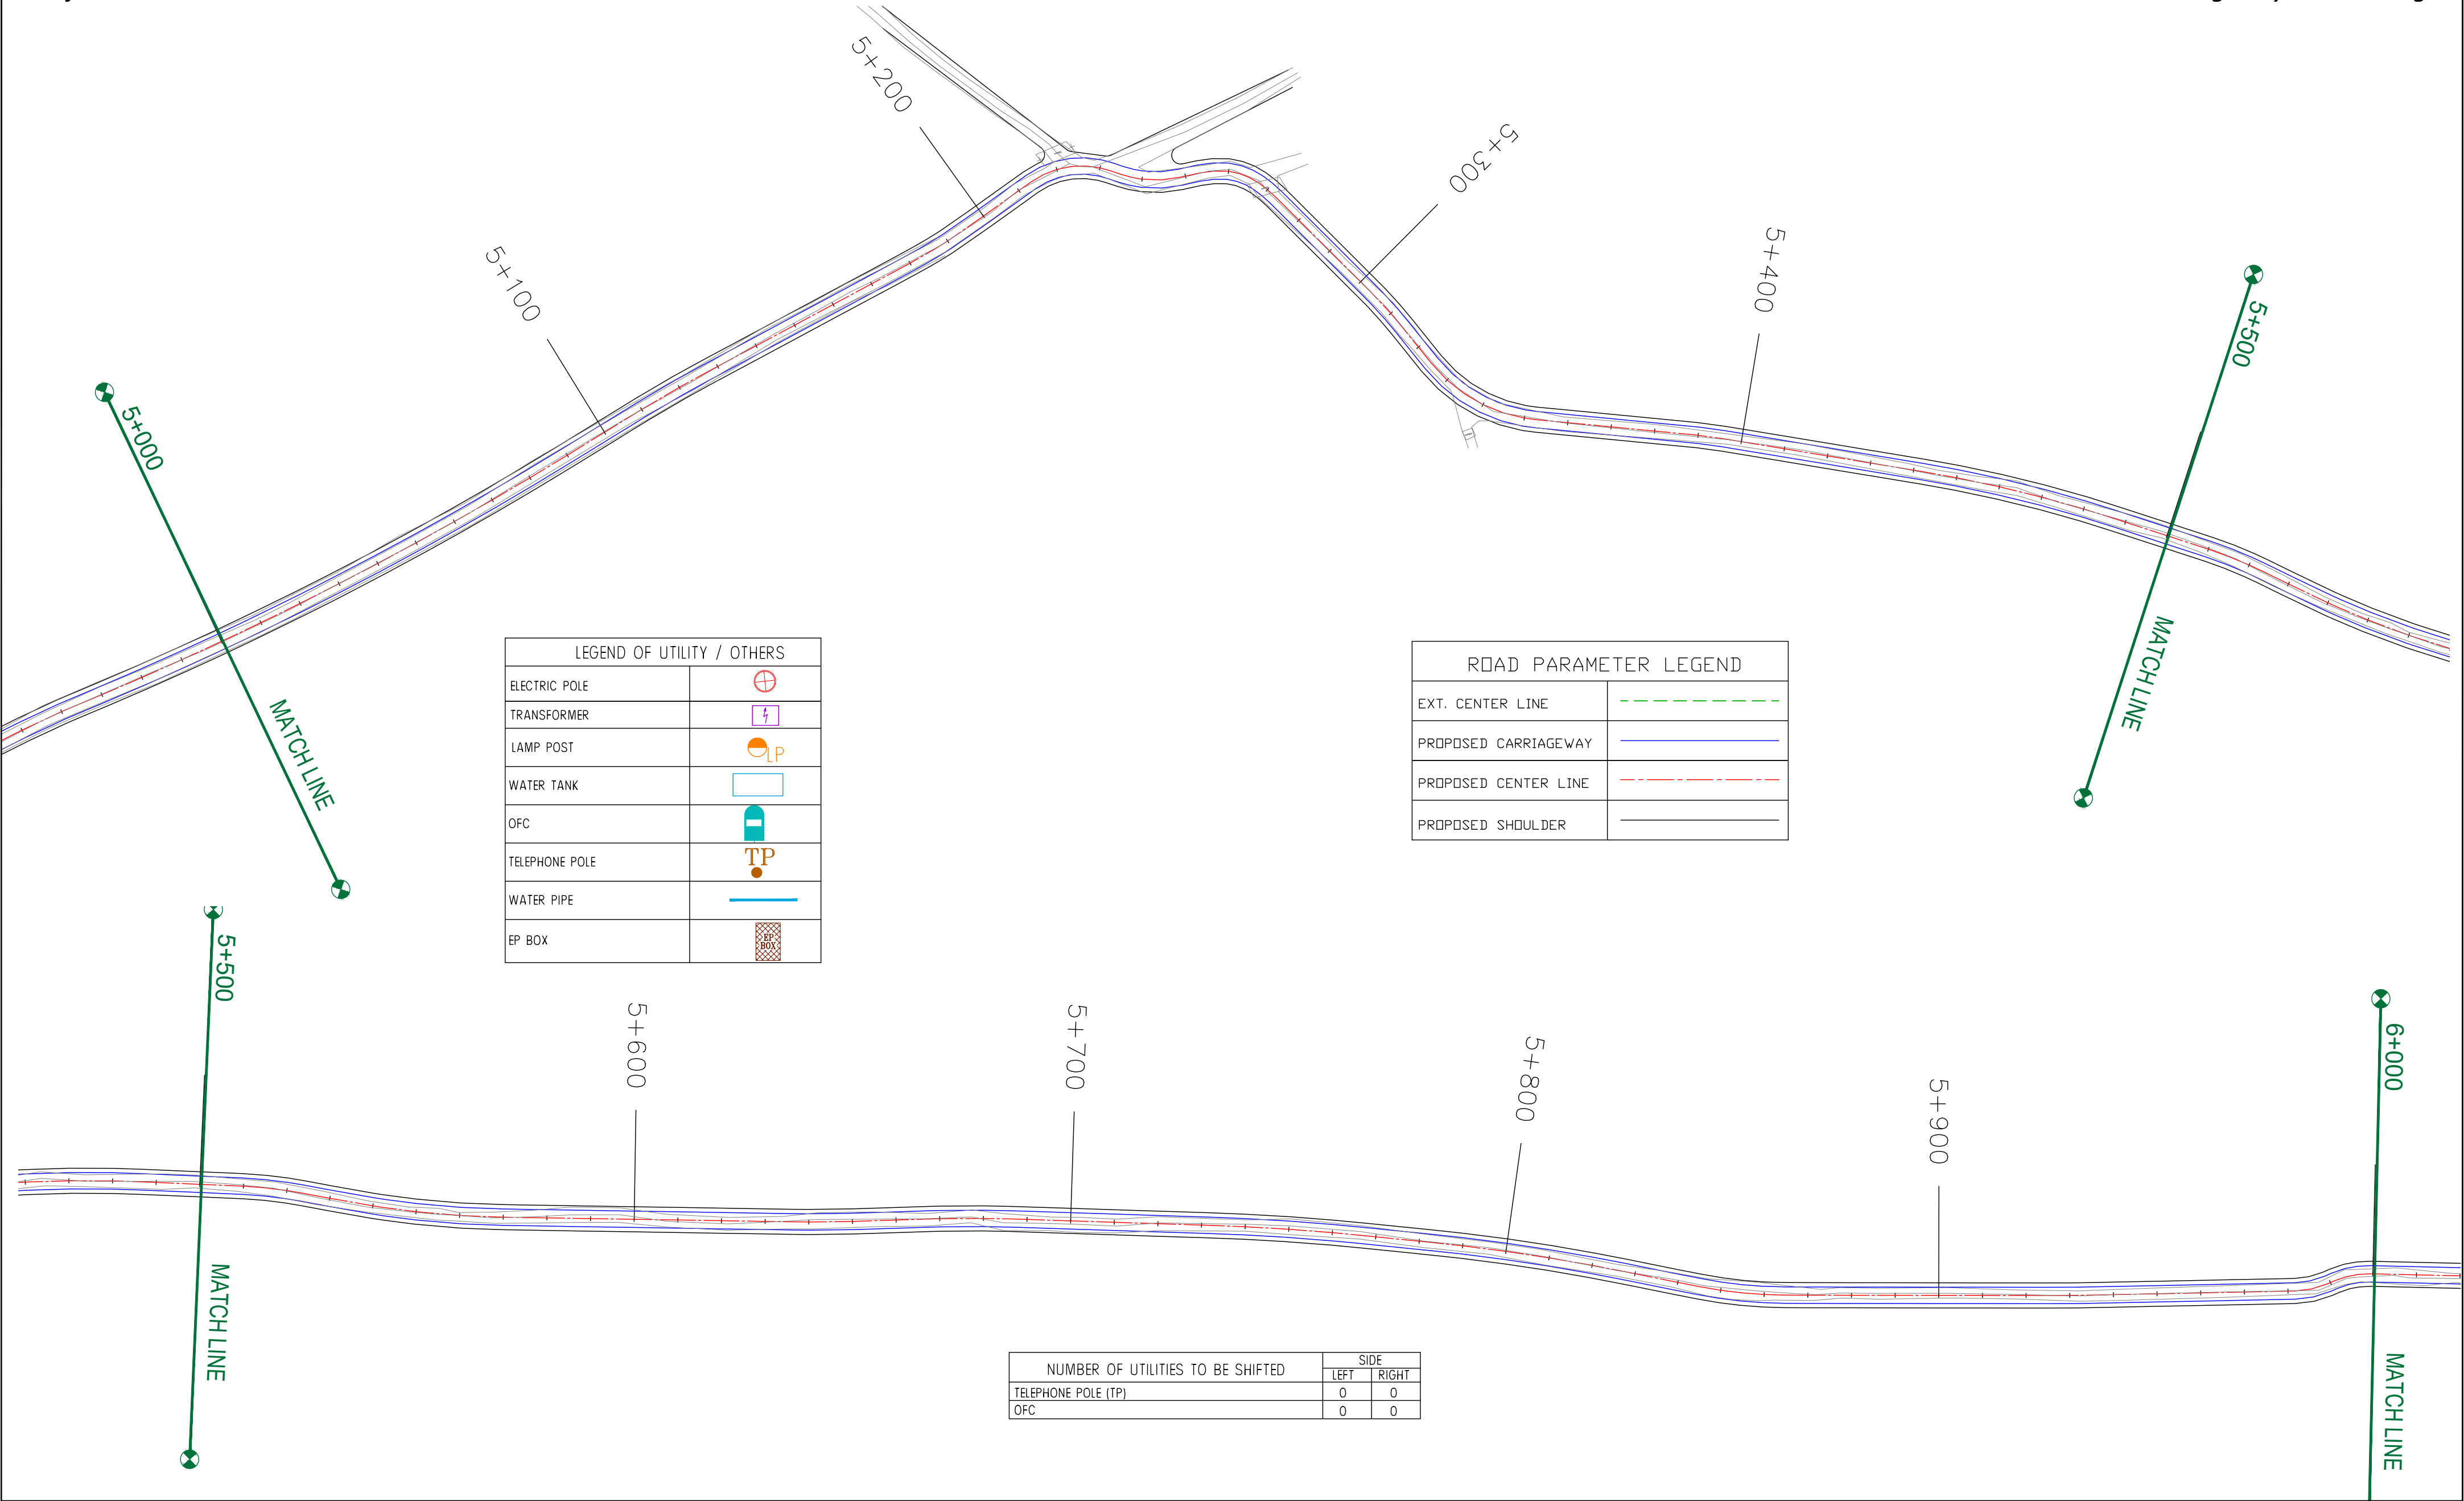 5+200
5+300
5+100
5+400
5+500
5+000
MATCH LINE
MATCH LINE
LEGEND OF UTILITY / OTHERS
ELECTRIC POLE
TRANSFORMER
LAMP POST LP
WATER TANK
OFC
TELEPHONE POLE TP
WATER PIPE
EP BOX EP
BOX
ROAD PARAMETER LEGEND
EXT. CENTER LINE
PROPOSED CARRIAGEWAY
PROPOSED CENTER LINE
PROPOSED SHOULDER
5+500
5+600
5+700
5+800
5+900
6+000
MATCH LINE
MATCH LINE
NUMBER OF UTILITIES TO BE SHIFTED SIDE
LEFT RIGHT
TELEPHONE POLE (TP) 0 0
OFC 0 0